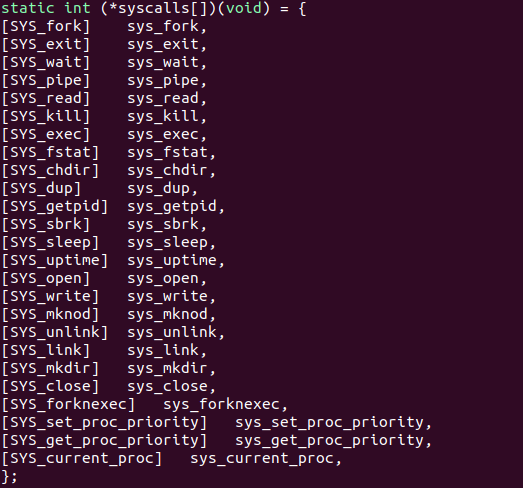 static int (*syscalls[])(void) = {
[SYS_fork]    sys_fork,
[SYS_exit]    sys_exit,
[SYS_wait]    sys_wait,
[SYS_pipe]    sys_pipe,
[SYS_read]    sys_read,
[SYS_kill]    sys_kill,
[SYS_exec]    sys_exec,
[SYS_fstat]   sys_fstat,
[SYS_chdir]   sys_chdir,
[SYS_dup]     sys_dup,
[SYS_getpid]  sys_getpid,
[SYS_sbrk]    sys_sbrk,
[SYS_sleep]   sys_sleep,
[SYS_uptime]  sys_uptime,
[SYS_open]    sys_open,
[SYS_write]   sys_write,
[SYS_mknod]   sys_mknod,
[SYS_unlink]  sys_unlink,
[SYS_link]    sys_link,
[SYS_mkdir]   sys_mkdir,
[SYS_close]   sys_close,
[SYS_forknexec]   sys_forknexec,
[SYS_set_proc_priority]   sys_set_proc_priority,
[SYS_get_proc_priority]   sys_get_proc_priority,
[SYS_current_proc]   sys_current_proc,
};